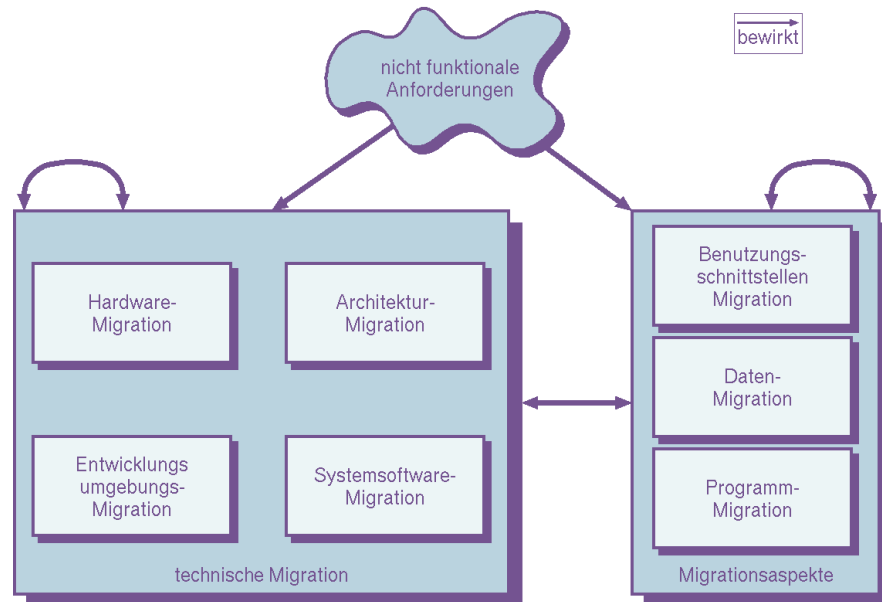 nicht funktionale
Anforderungen
bewirkt
Hardware-
Migration
Architektur-
Migration
Entwicklungs
umgebungs-
Migration
Systemsoftware-
Migration
technische Migration
Benutzungs-
schnittstellen
Migration
Daten-
Migration
Programm-
Migration
Migrationsaspekte